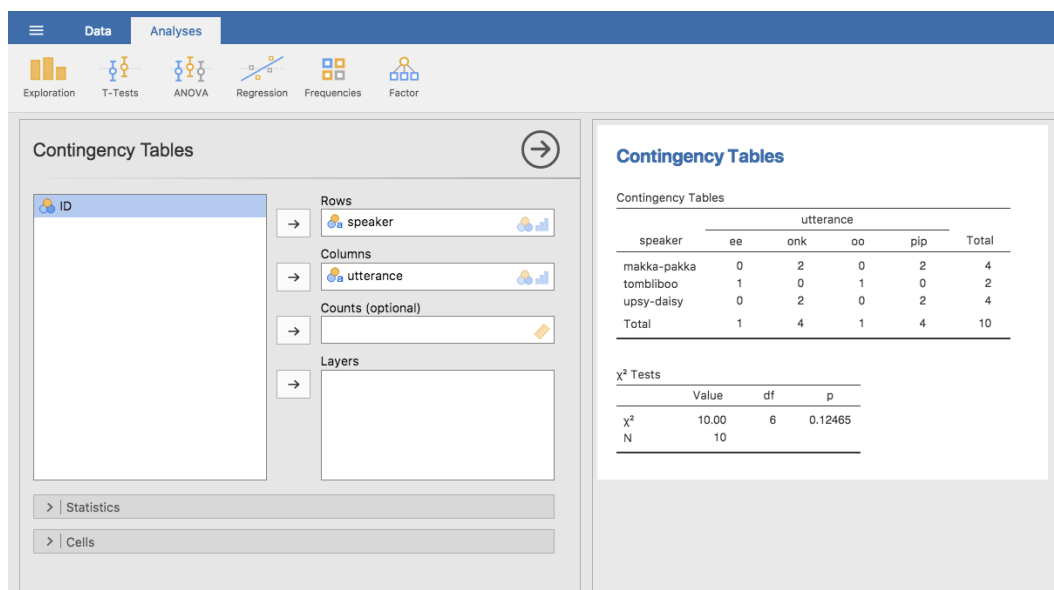 Data Analyses
Exploration T-Tests ANOVA Regression Frequencies Factor
Contingency Tables
ID
Rows
a speaker
Columns
a utterance
Counts (optional)
Layers
Statistics
Cells
Contingency Tables
Contingency Tables
utterance
speaker ee onk oo pip Total
makka-pakka 0 2 0 2 4
tombliboo 1 0 1 0 2
upsy-daisy 0 2 0 2 4
Total 1 4 1 4 10
χ² Tests
Value df p
χ² 10.00 6 0.12465
N 10